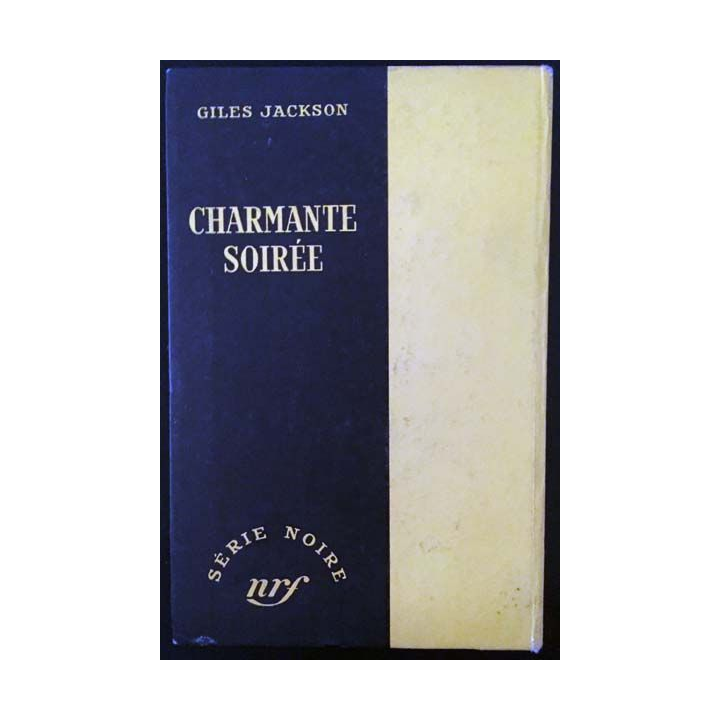 GILES JACKSON
CHARMANTE
SOIRÉE
SÉRIE NOIRE
nrf